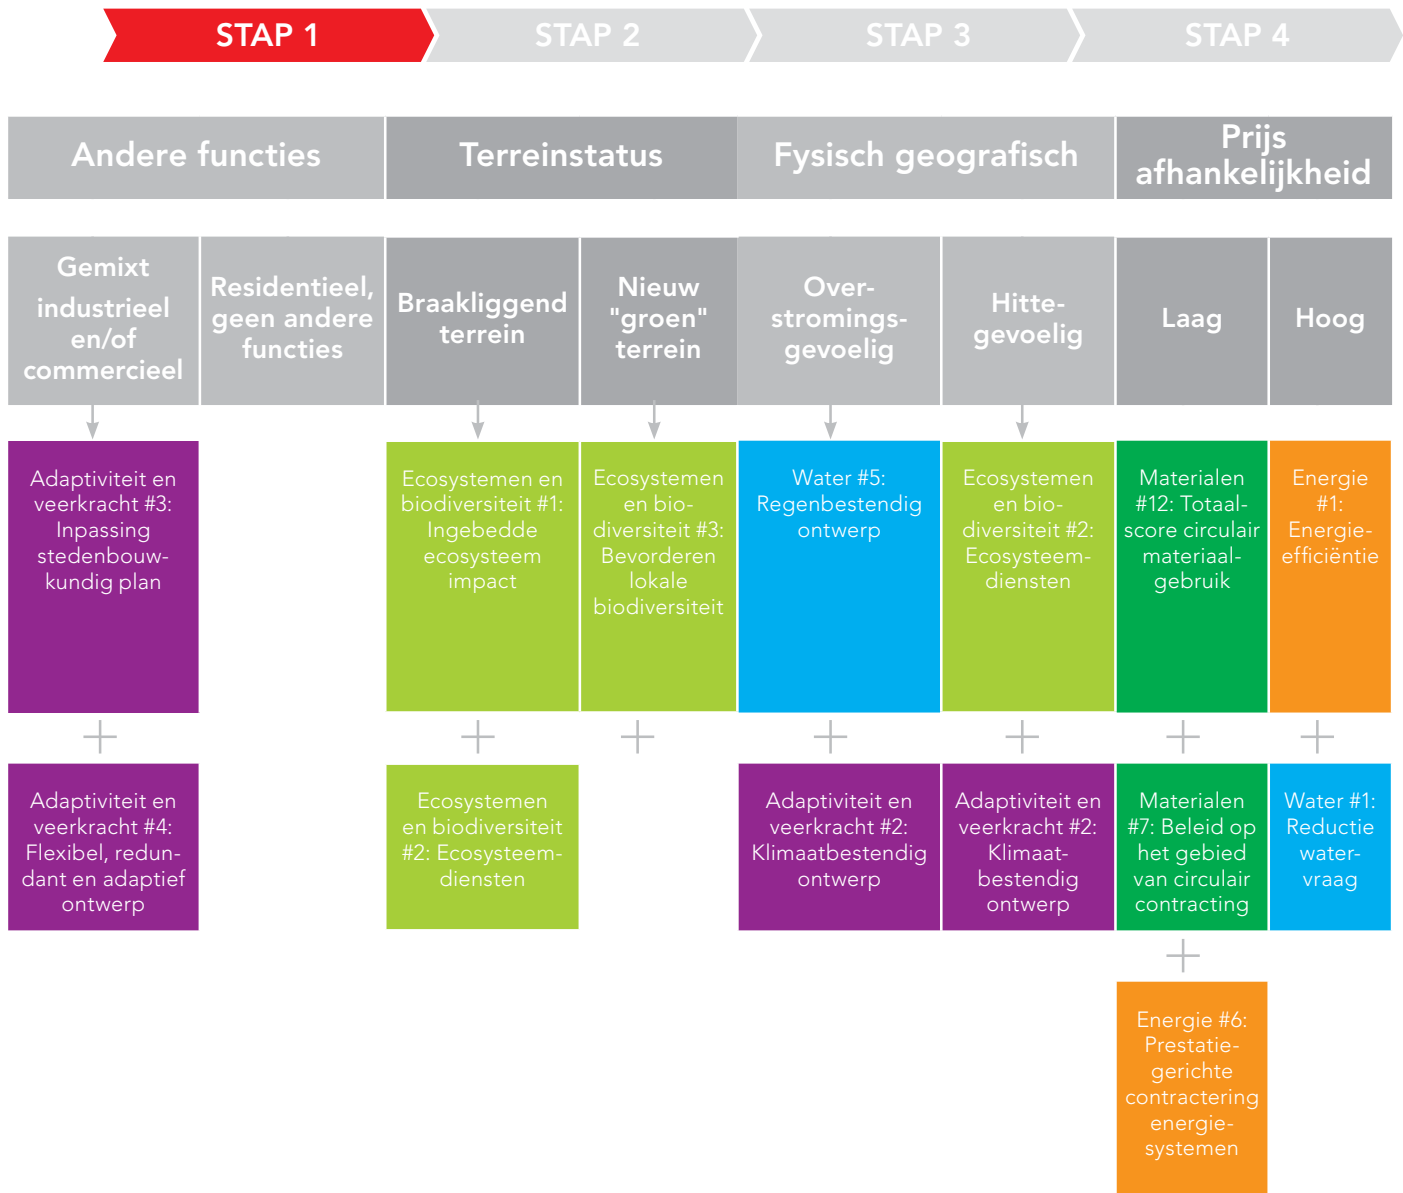 STAP 1
STAP 2
STAP 3
STAP 4
Andere functies
Terreinstatus
Fysisch geografisch
Prijs
afhankelijkheid
Gemixt
industrieel
en/of
commercieel
Residentieel,
geen andere
functies
Braakliggend
terrein
Nieuw
"groen"
terrein
Over-
stromings-
gevoelig
Hitte-
gevoelig
Laag
Hoog
Adaptiviteit en
veerkracht #3:
Inpassing
stedenbouw-
kundig plan
Ecosystemen en
biodiversiteit #1:
Ingebedde
ecosysteem
impact
Ecosystemen
en bio-
diversiteit #3:
Bevorderen
lokale
biodiversiteit
Water #5:
Regenbestendig
ontwerp
Ecosystemen
en bio-
diversiteit #2:
Ecosysteem-
diensten
Materialen
#12: Totaal-
score circulair
materiaal-
gebruik
Energie
#1:
Energie-
efficiëntie
Adaptiviteit en
veerkracht #4:
Flexibel, redun-
dant en adaptief
ontwerp
Ecosystemen
en biodiversiteit
#2: Ecosysteem-
diensten
Adaptiviteit en
veerkracht #2:
Klimaatbestendig
ontwerp
Adaptiviteit en
veerkracht #2:
Klimaat-
bestendig
ontwerp
Materialen
#7: Beleid op
het gebied
van circulair
contracting
Water #1:
Reductie
water-
vraag
Energie #6:
Prestatie-
gerichte
contractering
energie-
systemen